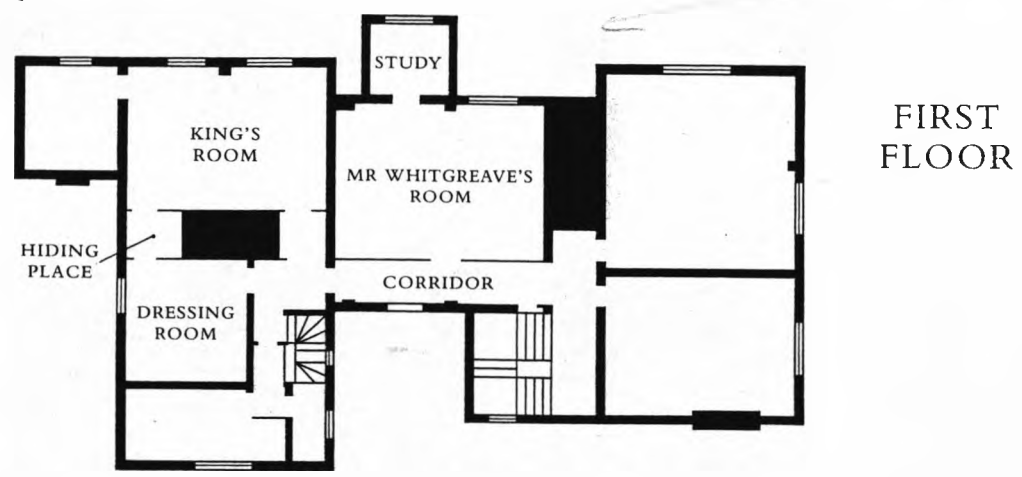 STUDY
FIRST
FLOOR
KING'S
ROOM
MR WHITGREAVE'S
ROOM
HIDING
PLACE
CORRIDOR
DRESSING
ROOM